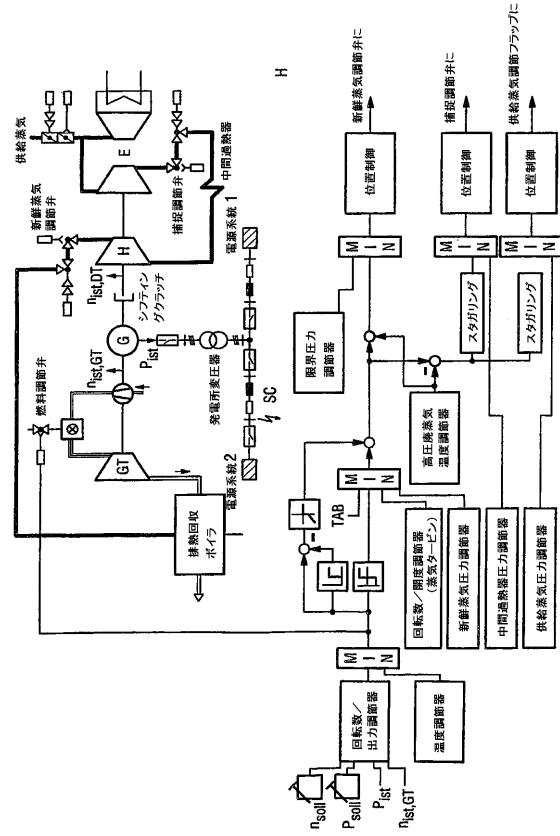 供給蒸気
新鮮蒸気
調節弁
燃料調節弁
E
H
G
GT
n_ist,DT
n_ist,GT
シフティン
グクラッチ
P_ist
捕捉調節弁
中間過熱器
排熱回収
ボイラ
発電所変圧器
電源系統2
SC
電源系統1
H
新鮮蒸気調節弁に
捕捉調節弁に
供給蒸気調節フラップに
位置制御
位置制御
位置制御
MIN
MIN
MIN
限界圧力
調節器
スタガリング
スタガリング
高圧廃蒸気
温度調節器
−
−
TAB
MIN
回転数/開度調節器
(蒸気タービン)
新鮮蒸気圧力調節器
中間過熱器圧力調節器
供給蒸気圧力調節器
MIN
回転数/
出力調節器
温度調節器
n_soll
P_soll
P_ist
n_ist,GT